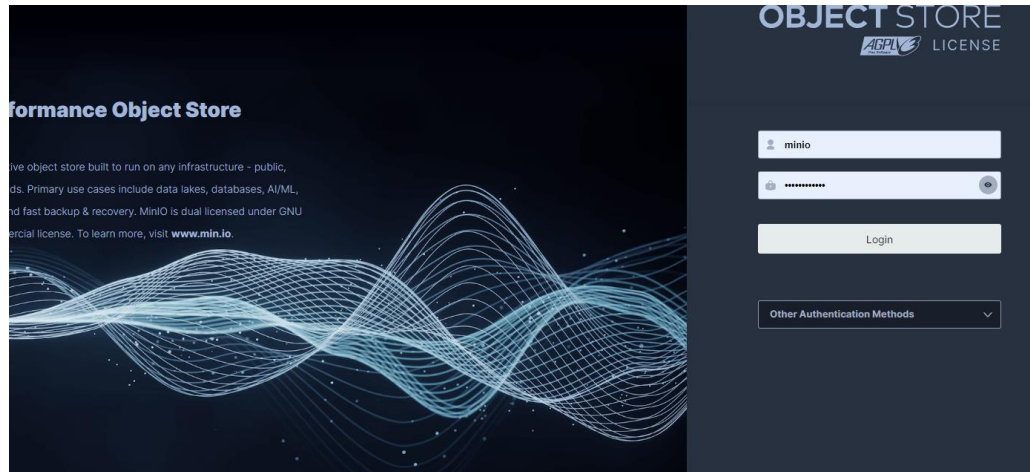 formance Object Store
ive object store built to run on any infrastructure - public,
ds. Primary use cases include data lakes, databases, AI/ML,
nd fast backup & recovery. MinIO is dual licensed under GNU
ercial license. To learn more, visit www.min.io.
OBJECT STORE
AGPLv3 LICENSE
minio
••••••••••••
Login
Other Authentication Methods